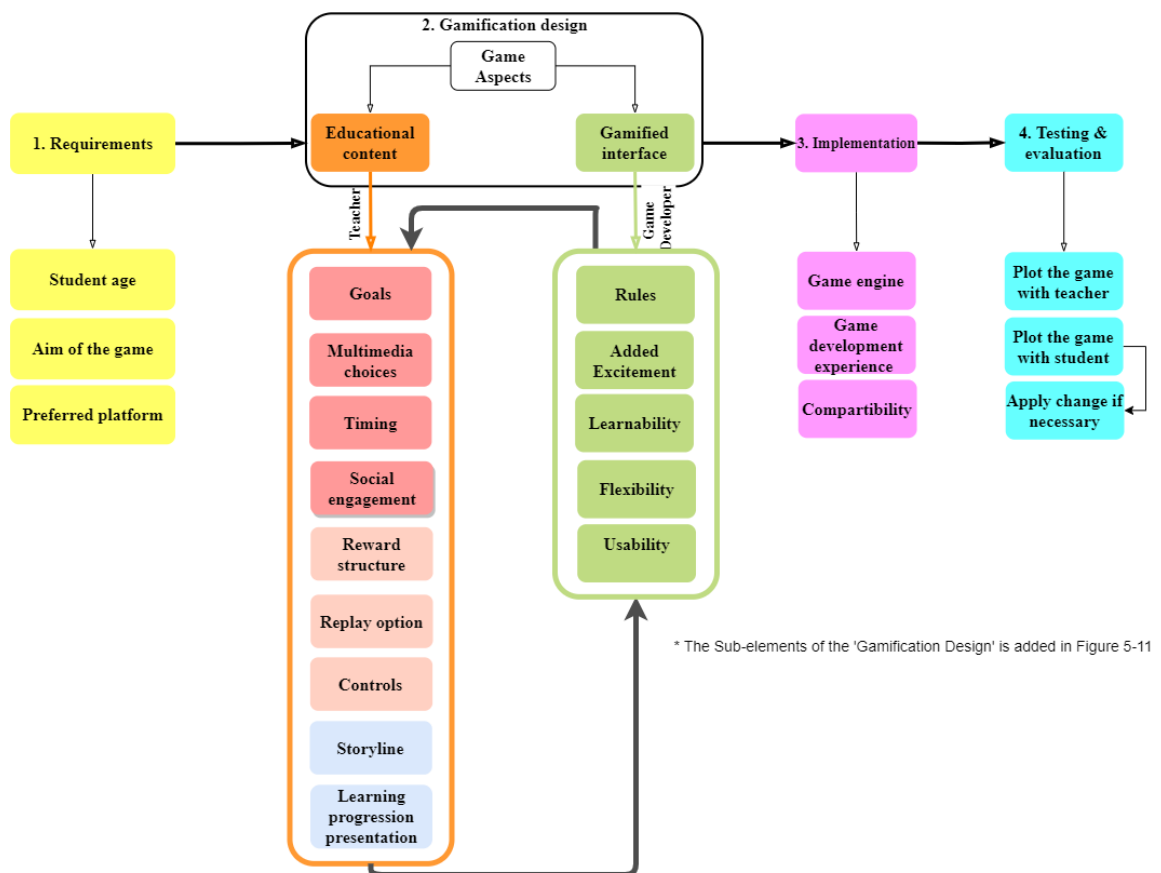 2. Gamification design
Game
Aspects
1. Requirements
Educational
content
Gamified
interface
3. Implementation
4. Testing &
evaluation
Teacher
Game
Developer
Student age
Aim of the game
Preferred platform
Goals
Multimedia
choices
Timing
Social
engagement
Reward
structure
Replay option
Controls
Storyline
Learning
progression
presentation
Rules
Added
Excitement
Learnability
Flexibility
Usability
Game engine
Game
development
experience
Compartibility
Plot the game
with teacher
Plot the game
with student
Apply change if
necessary
* The Sub-elements of the 'Gamification Design' is added in Figure 5-11